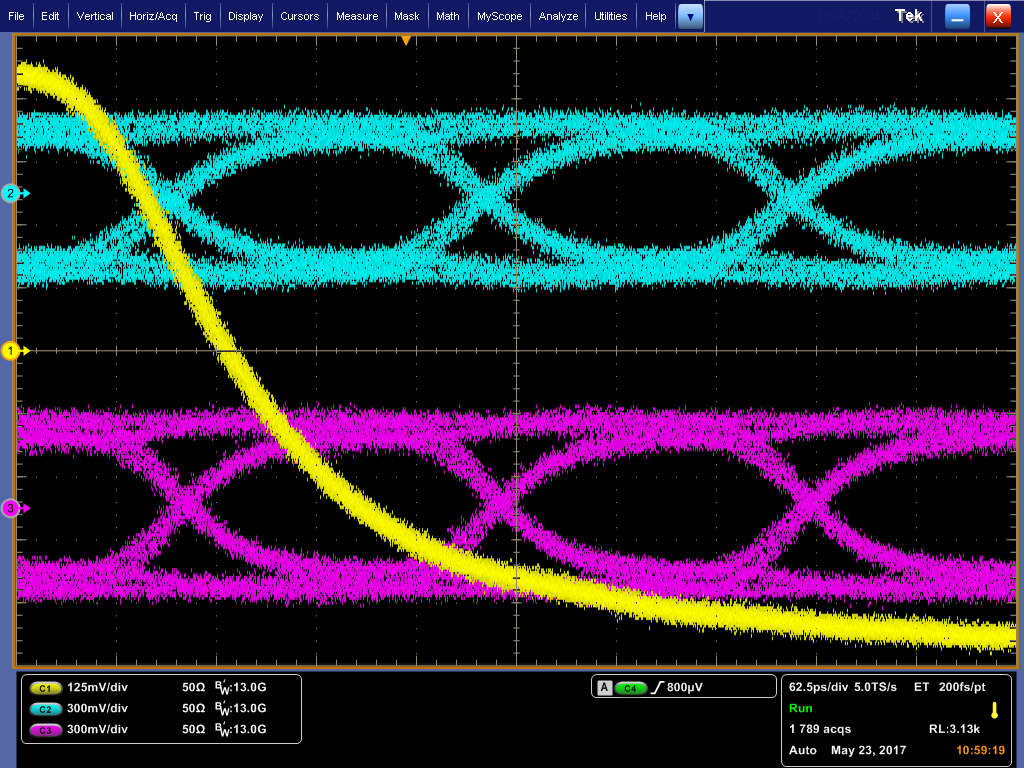 File Edit Vertical Horiz/Acq Trig Display Cursors Measure Mask Math MyScope Analyze Utilities Help Tek X
2
1
3
C1 125mV/div 50Ω BW:13.0G
C2 300mV/div 50Ω BW:13.0G
C3 300mV/div 50Ω BW:13.0G
A C4 800µV
62.5ps/div 5.0TS/s ET 200fs/pt
Run
1 789 acqs RL:3.13k
Auto May 23, 2017 10:59:19